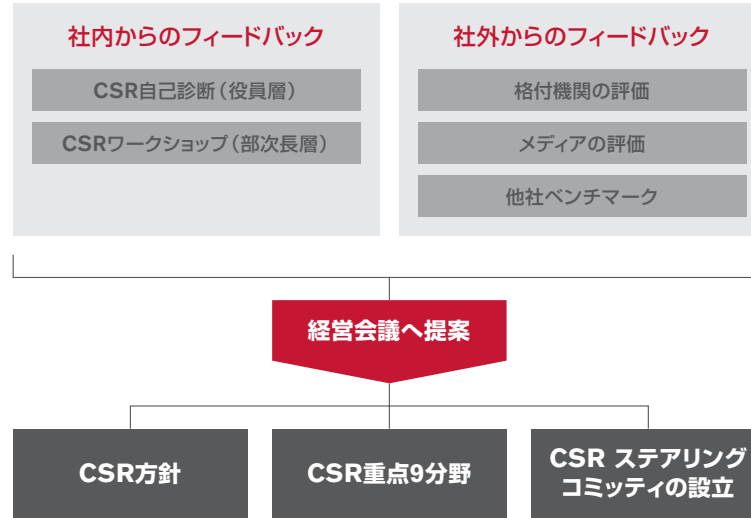 社内からのフィードバック
CSR自己診断（役員層）
CSRワークショップ（部次長層）
社外からのフィードバック
格付機関の評価
メディアの評価
他社ベンチマーク
経営会議へ提案
CSR方針
CSR重点9分野
CSR ステアリング
コミッティの設立